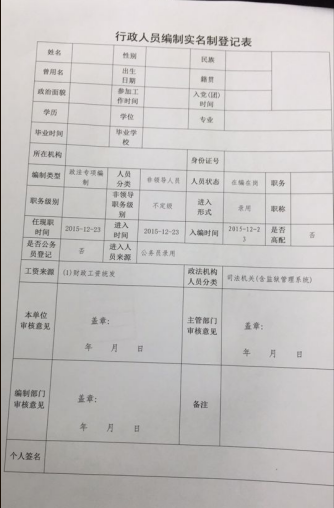 行政人员编制实名制登记表
姓名 性别 民族
曾用名 出生日期 籍贯
政治面貌 参加工作时间 入党(团)时间
学历 学位 专业
毕业时间 毕业学校
所在机构 身份证号
编制类型 政法专项编制 人员分类 非领导人员 人员状态 在编在岗 职务
职务级别 非领导职务级别 不定级 进入形式 录用 职称
任现职时间 2015-12-23 进入时间 2015-12-23 入编时间 2015-12-23 是否高配 否
是否公务员登记 否 进入人员来源 公务员录用
工资来源 (1)财政工资统发 政法机构人员分类 司法机关(含监狱管理系统)
本单位审核意见 盖章: 主管部门审核意见 盖章:
年 月 日 年 月 日
编制部门审核意见 盖章: 备注
年 月 日
个人签名